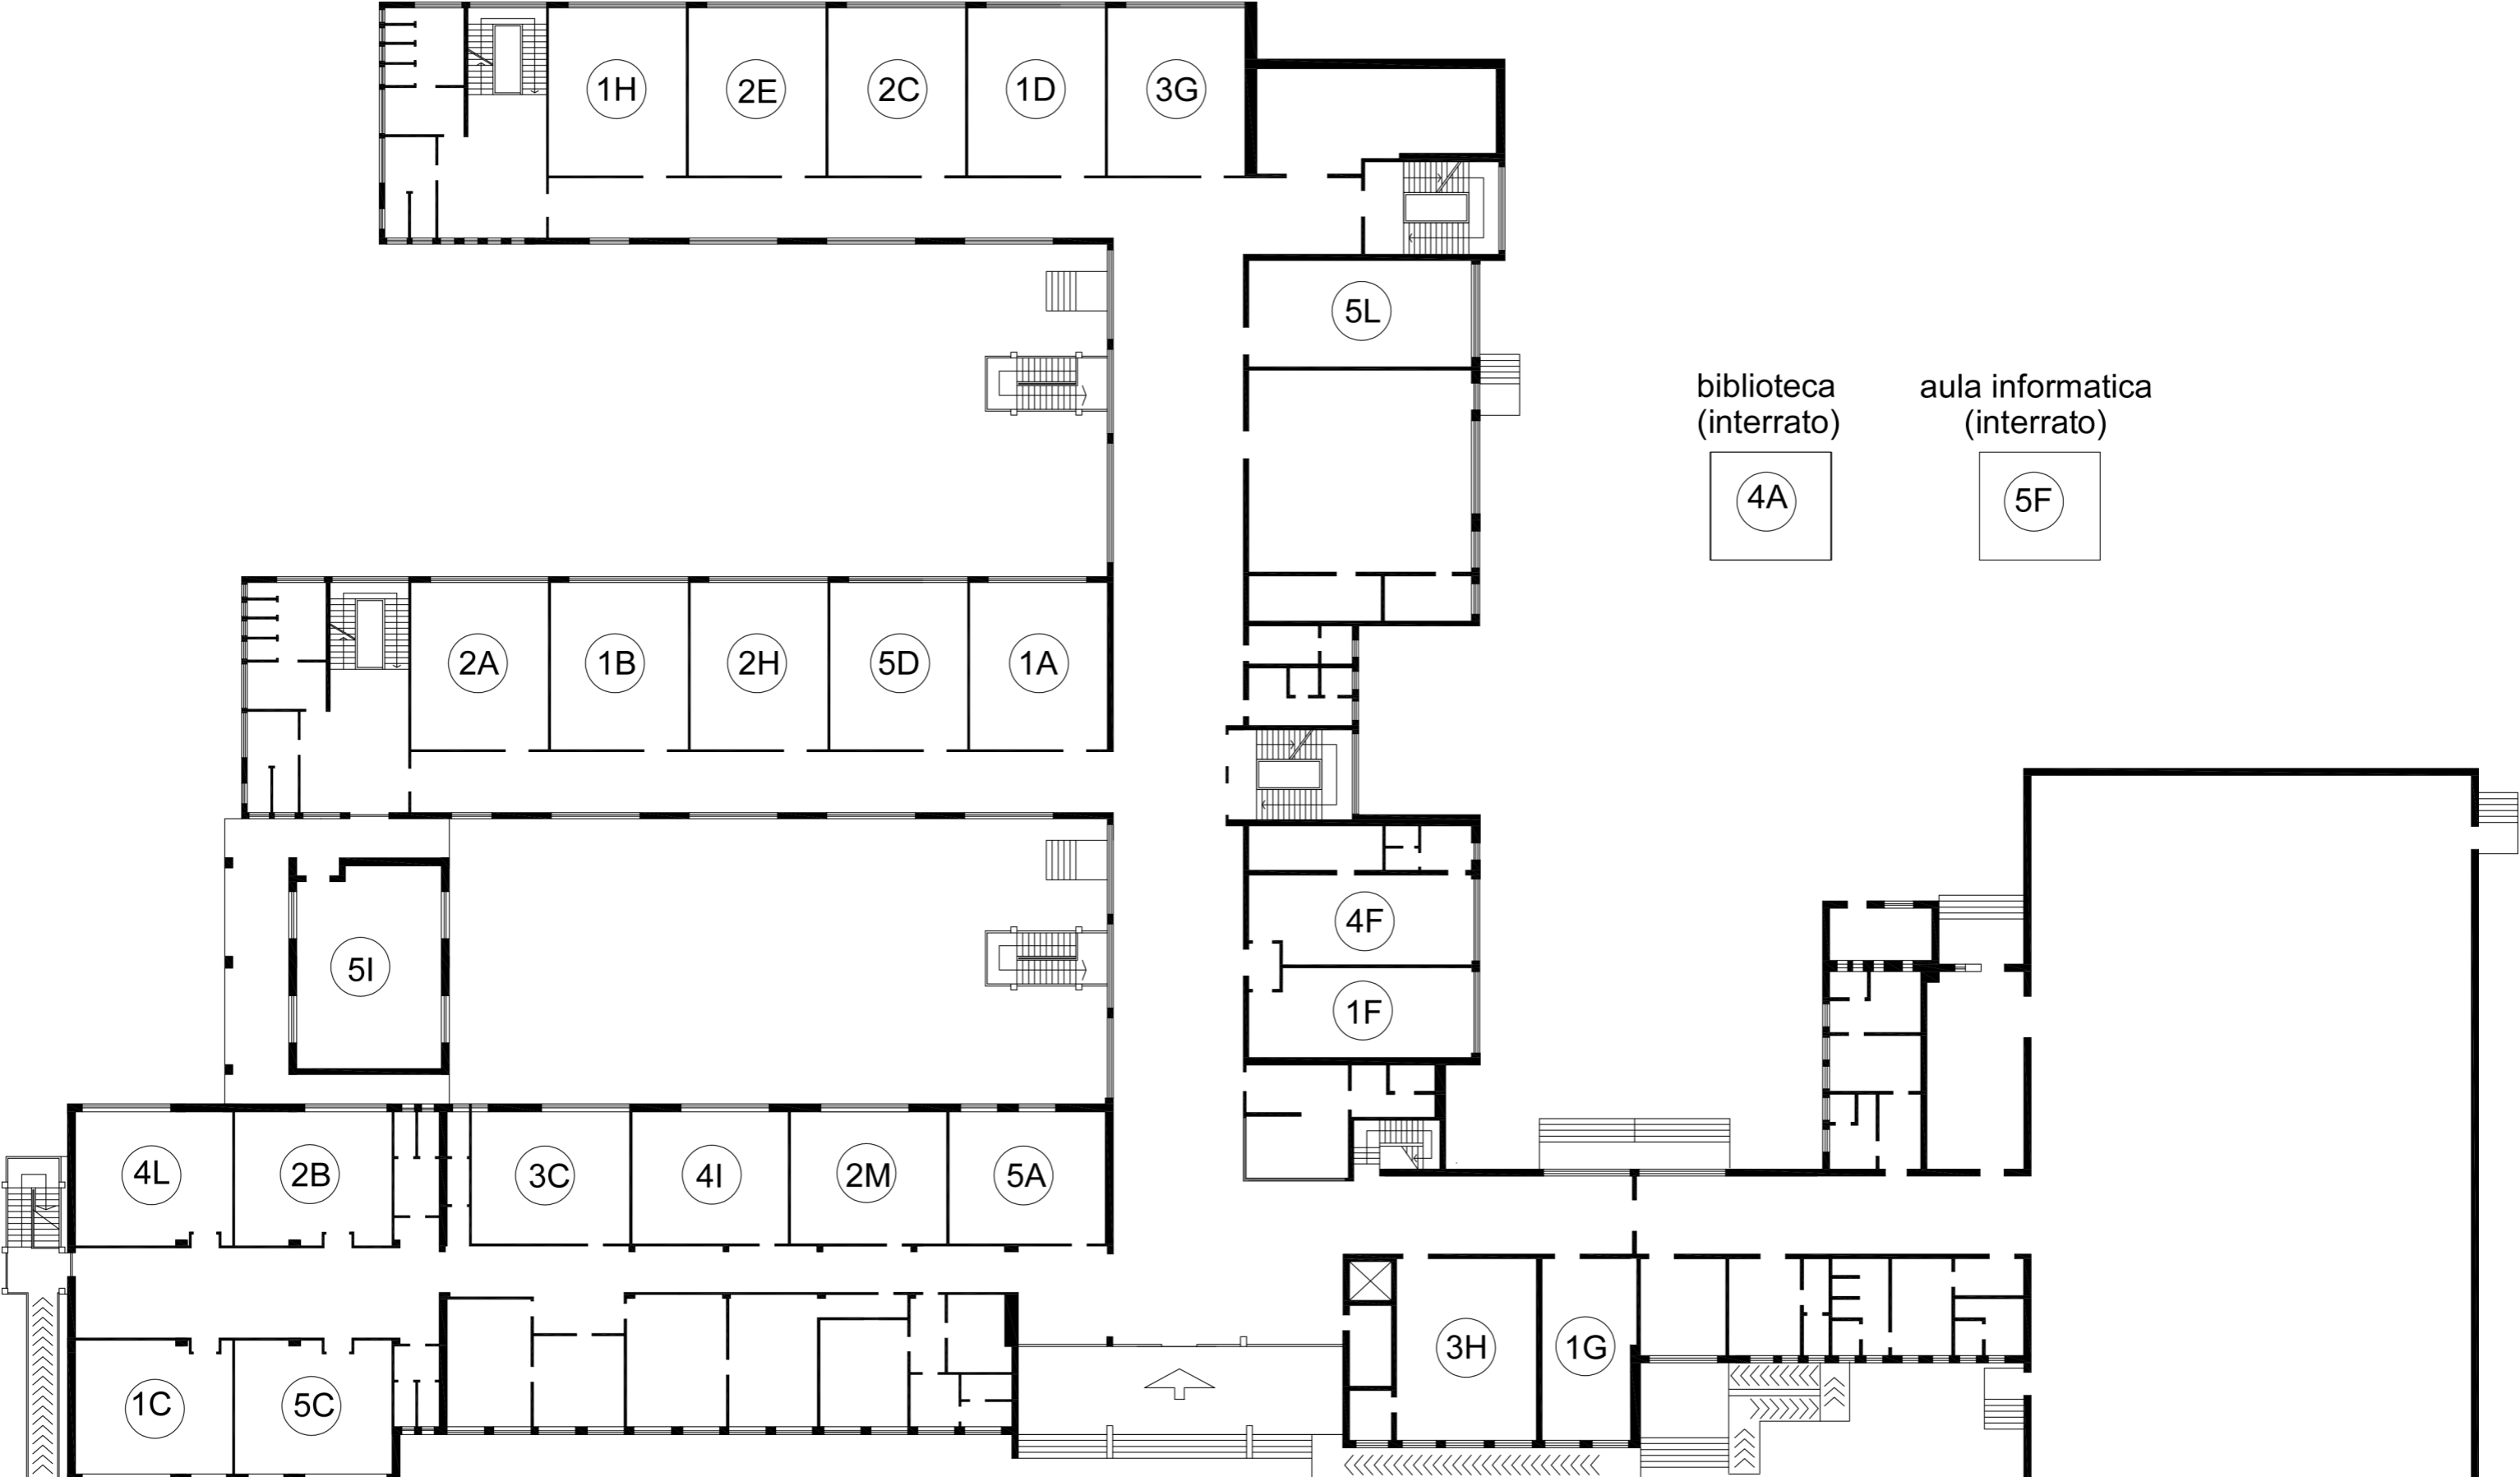 1H
2E
2C
1D
3G
5L
biblioteca
(interrato)
4A
aula informatica
(interrato)
5F
2A
1B
2H
5D
1A
4F
5I
1F
4L
2B
3C
4I
2M
5A
3H
1G
1C
5C